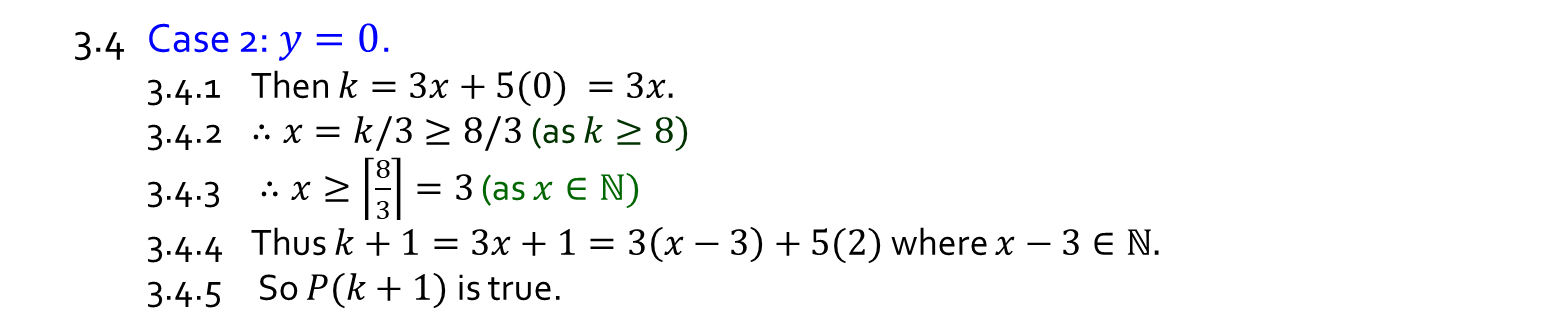 3.4 Case 2: y = 0.
3.4.1 Then k = 3x + 5(0) = 3x.
3.4.2 ∴ x = k/3 ≥ 8/3 (as k ≥ 8)
3.4.3 ∴ x ≥ ⌈8/3⌉ = 3 (as x ∈ ℕ)
3.4.4 Thus k + 1 = 3x + 1 = 3(x − 3) + 5(2) where x − 3 ∈ ℕ.
3.4.5 So P(k + 1) is true.